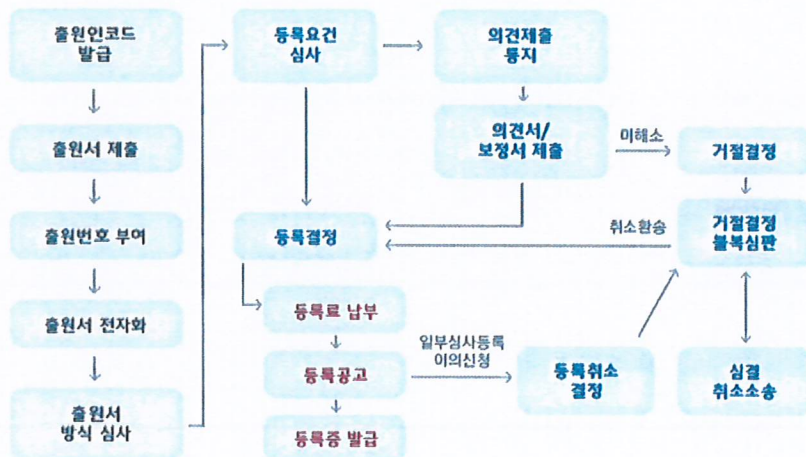 출원인코드
발급
출원서 제출
출원번호 부여
출원서 전자화
출원서
방식 심사
등록요건
심사
의견제출
통지
의견서/
보정서 제출
미해소
거절결정
거절결정
불복심판
취소환송
등록결정
등록료 납부
등록공고
등록증 발급
일부심사등록
이의신청
등록취소
결정
심결
취소소송